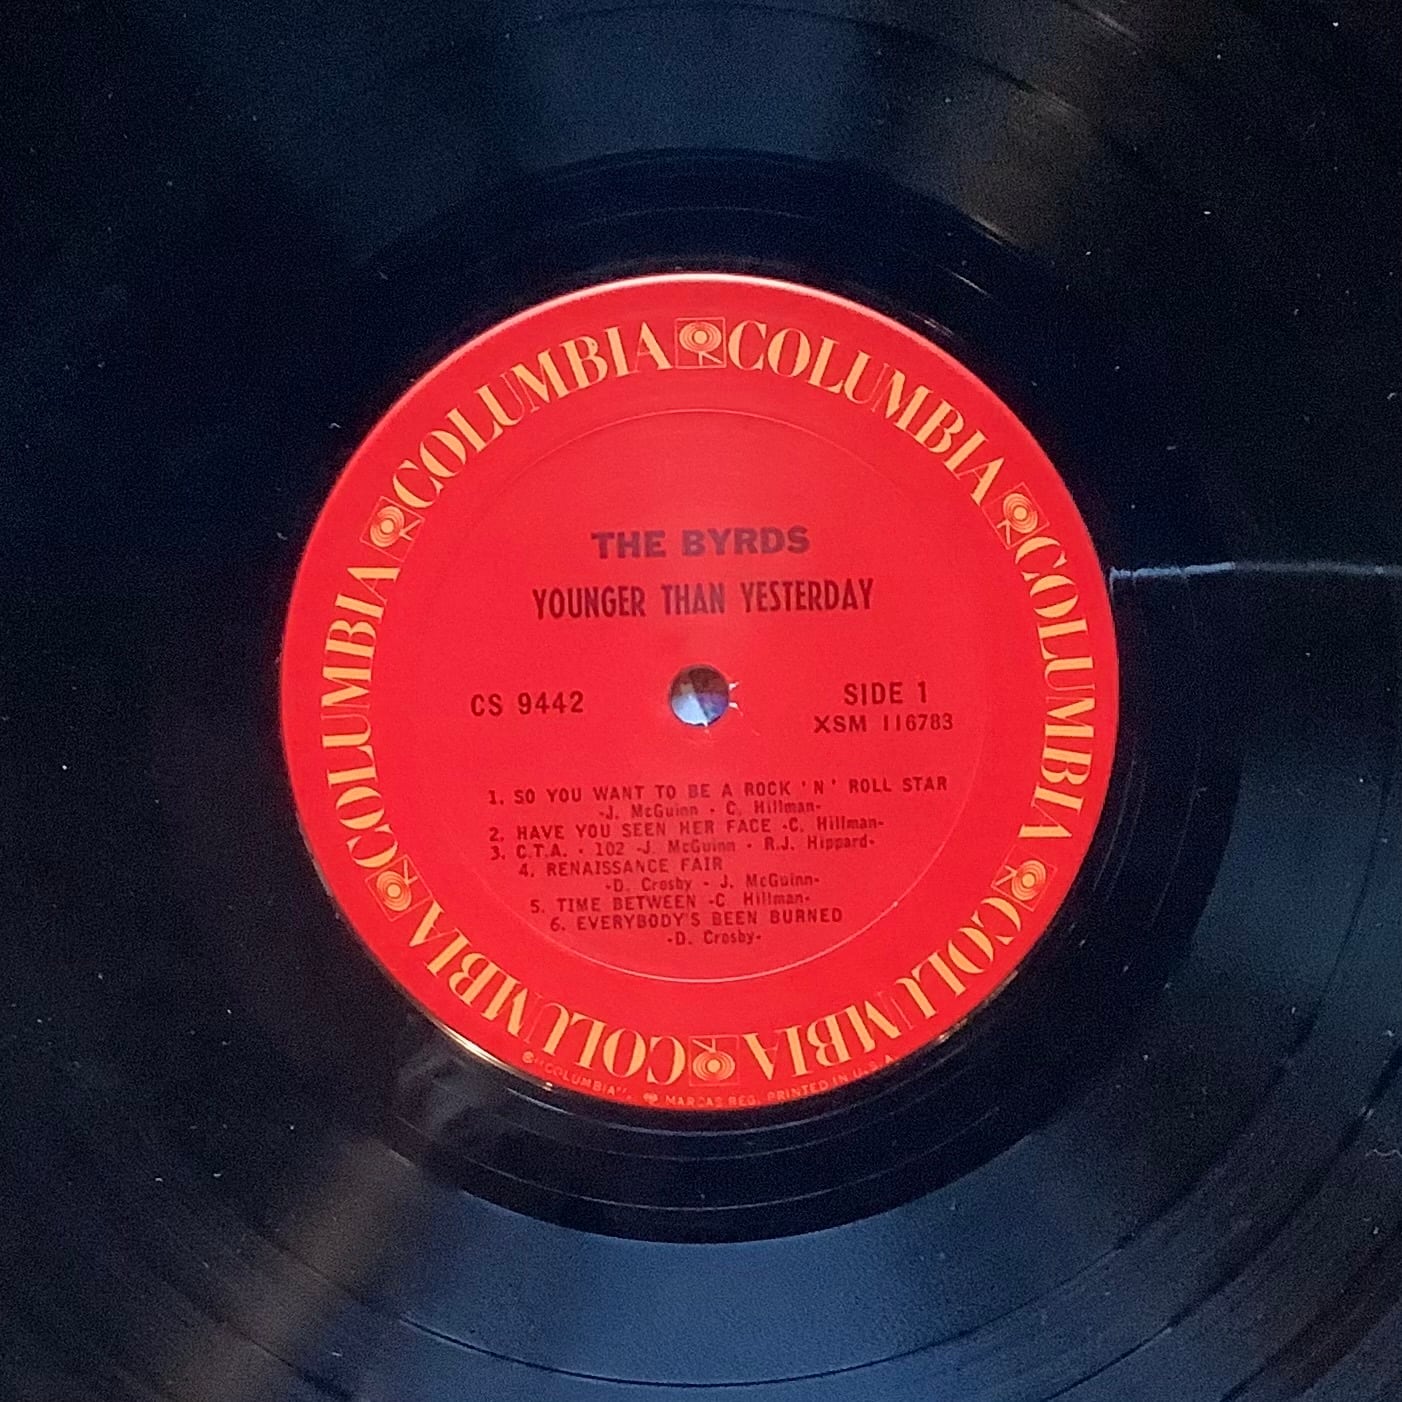 COLUMBIA COLUMBIA COLUMBIA COLUMBIA COLUMBIA COLUMBIA
THE BYRDS
YOUNGER THAN YESTERDAY
CS 9442
SIDE 1
XSM 116783
1. SO YOU WANT TO BE A ROCK 'N' ROLL STAR
-J. McGuinn - C. Hillman-
2. HAVE YOU SEEN HER FACE -C. Hillman-
3. C.T.A. - 102 -J. McGuinn - R.J. Hippard-
4. RENAISSANCE FAIR
-D. Crosby - J. McGuinn-
5. TIME BETWEEN -C. Hillman-
6. EVERYBODY'S BEEN BURNED
-D. Crosby-
®"COLUMBIA", MARCAS REG. PRINTED IN U.S.A.